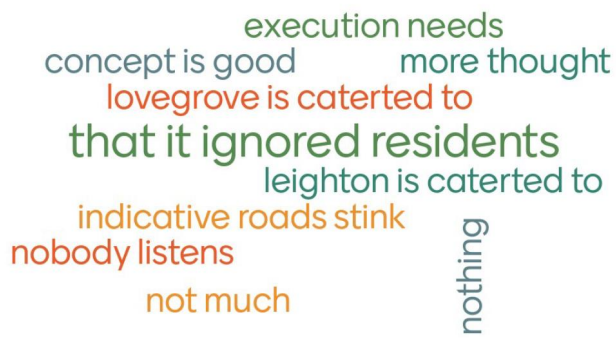 execution needs
concept is good
more thought
lovegrove is caterted to
that it ignored residents
leighton is caterted to
indicative roads stink
nobody listens
nothing
not much